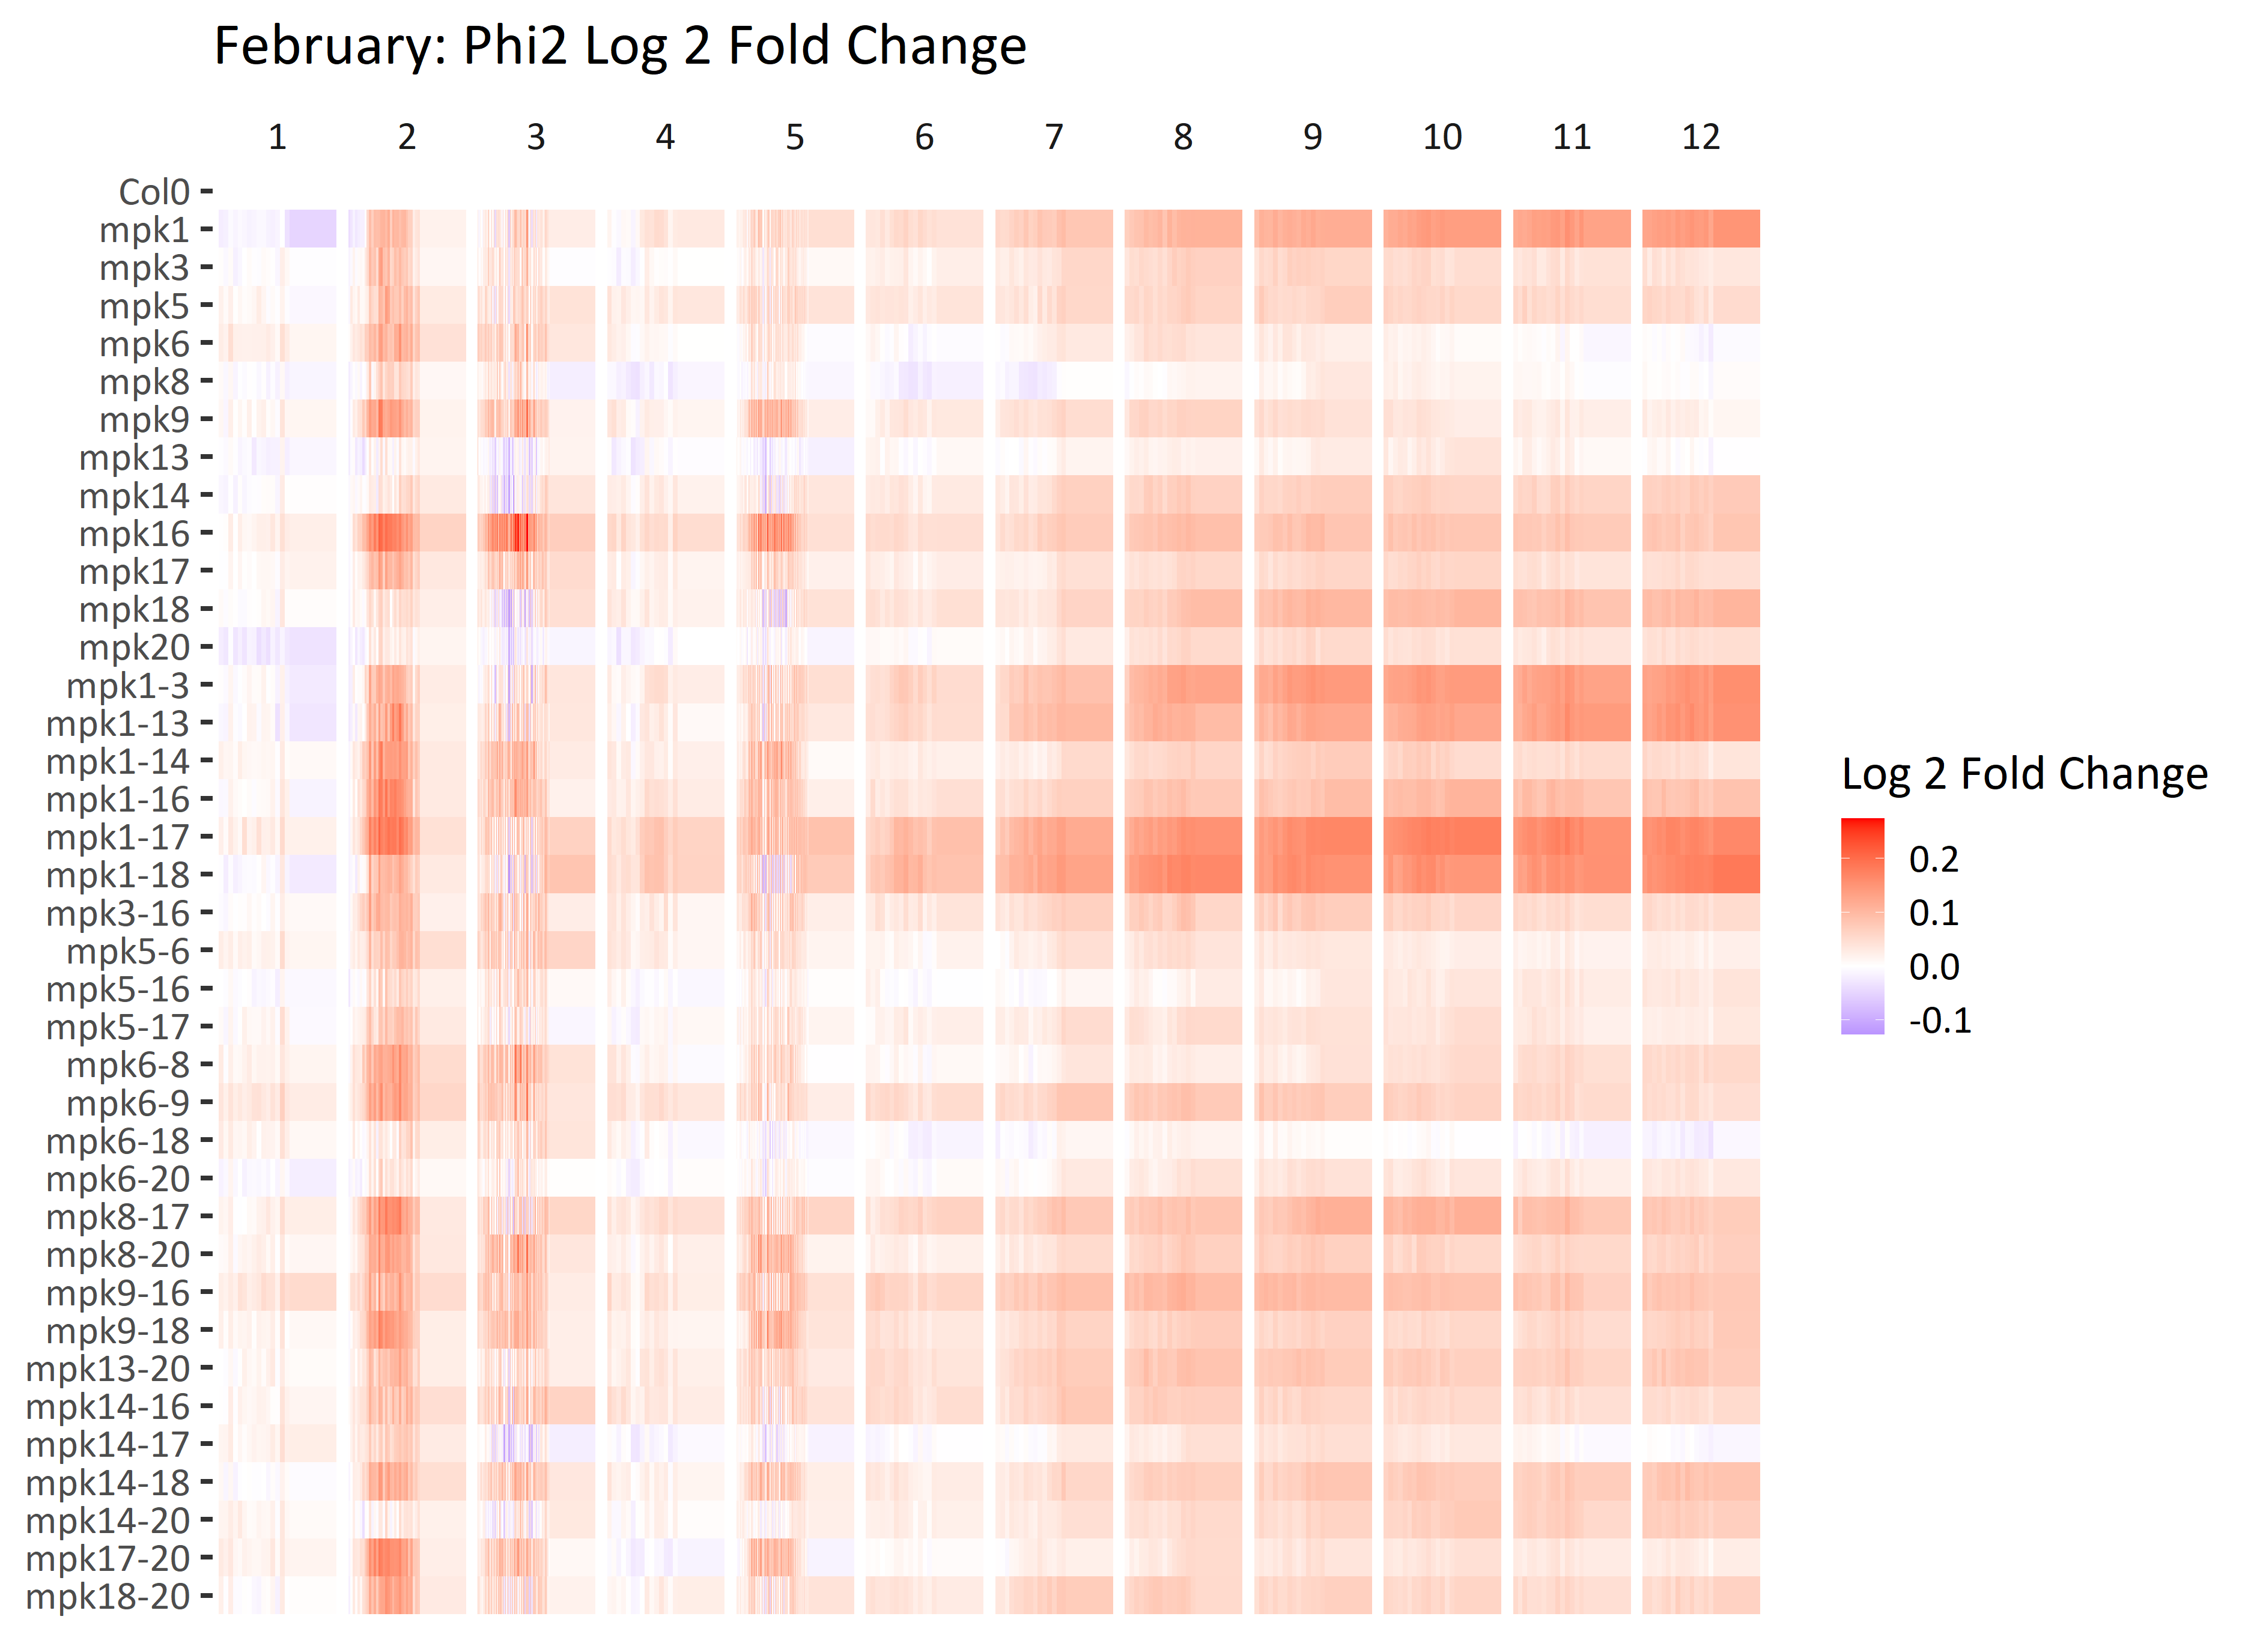 February: Phi2 Log 2 Fold Change
1 2 3 4 5 6 7 8 9 10 11 12
Col0
mpk1
mpk3
mpk5
mpk6
mpk8
mpk9
mpk13
mpk14
mpk16
mpk17
mpk18
mpk20
mpk1-3
mpk1-13
mpk1-14
mpk1-16
mpk1-17
mpk1-18
mpk3-16
mpk5-6
mpk5-16
mpk5-17
mpk6-8
mpk6-9
mpk6-18
mpk6-20
mpk8-17
mpk8-20
mpk9-16
mpk9-18
mpk13-20
mpk14-16
mpk14-17
mpk14-18
mpk14-20
mpk17-20
mpk18-20
Log 2 Fold Change
0.2
0.1
0.0
-0.1